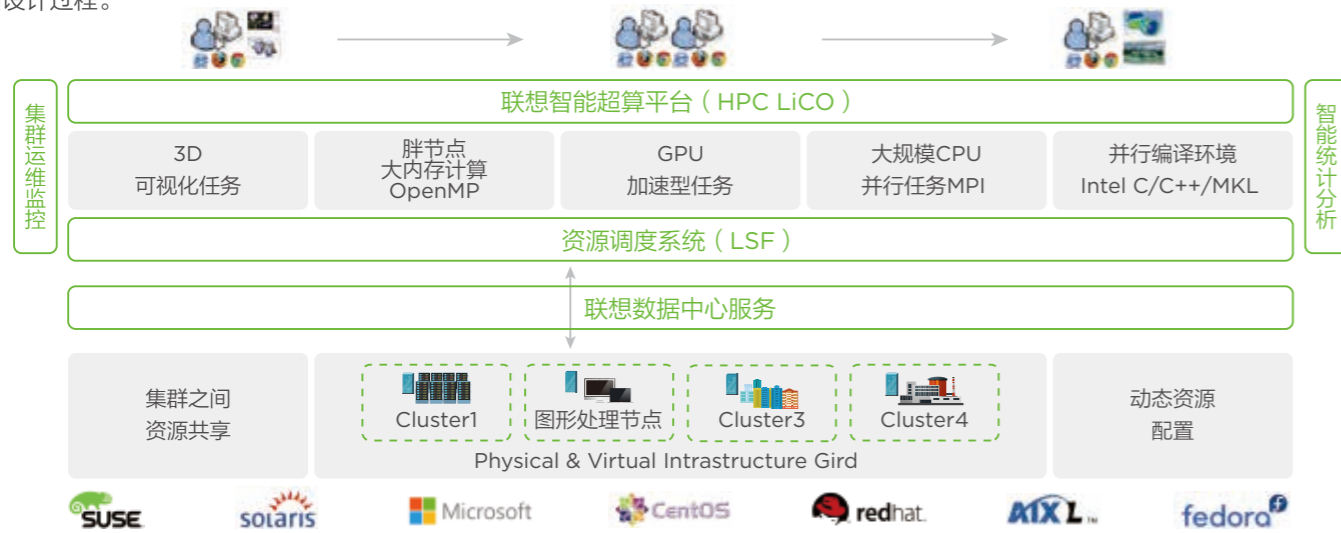 设计过程。
联想智能超算平台（HPC LiCO）
集群运维监控
智能统计分析
3D
可视化任务
胖节点
大内存计算
OpenMP
GPU
加速型任务
大规模CPU
并行任务MPI
并行编译环境
Intel C/C++/MKL
资源调度系统（LSF）
联想数据中心服务
集群之间
资源共享
Cluster1
图形处理节点
Cluster3
Cluster4
Physical & Virtual Intrastructure Gird
动态资源
配置
SUSE
solaris
Microsoft
CentOS
redhat.
AIX L
fedora